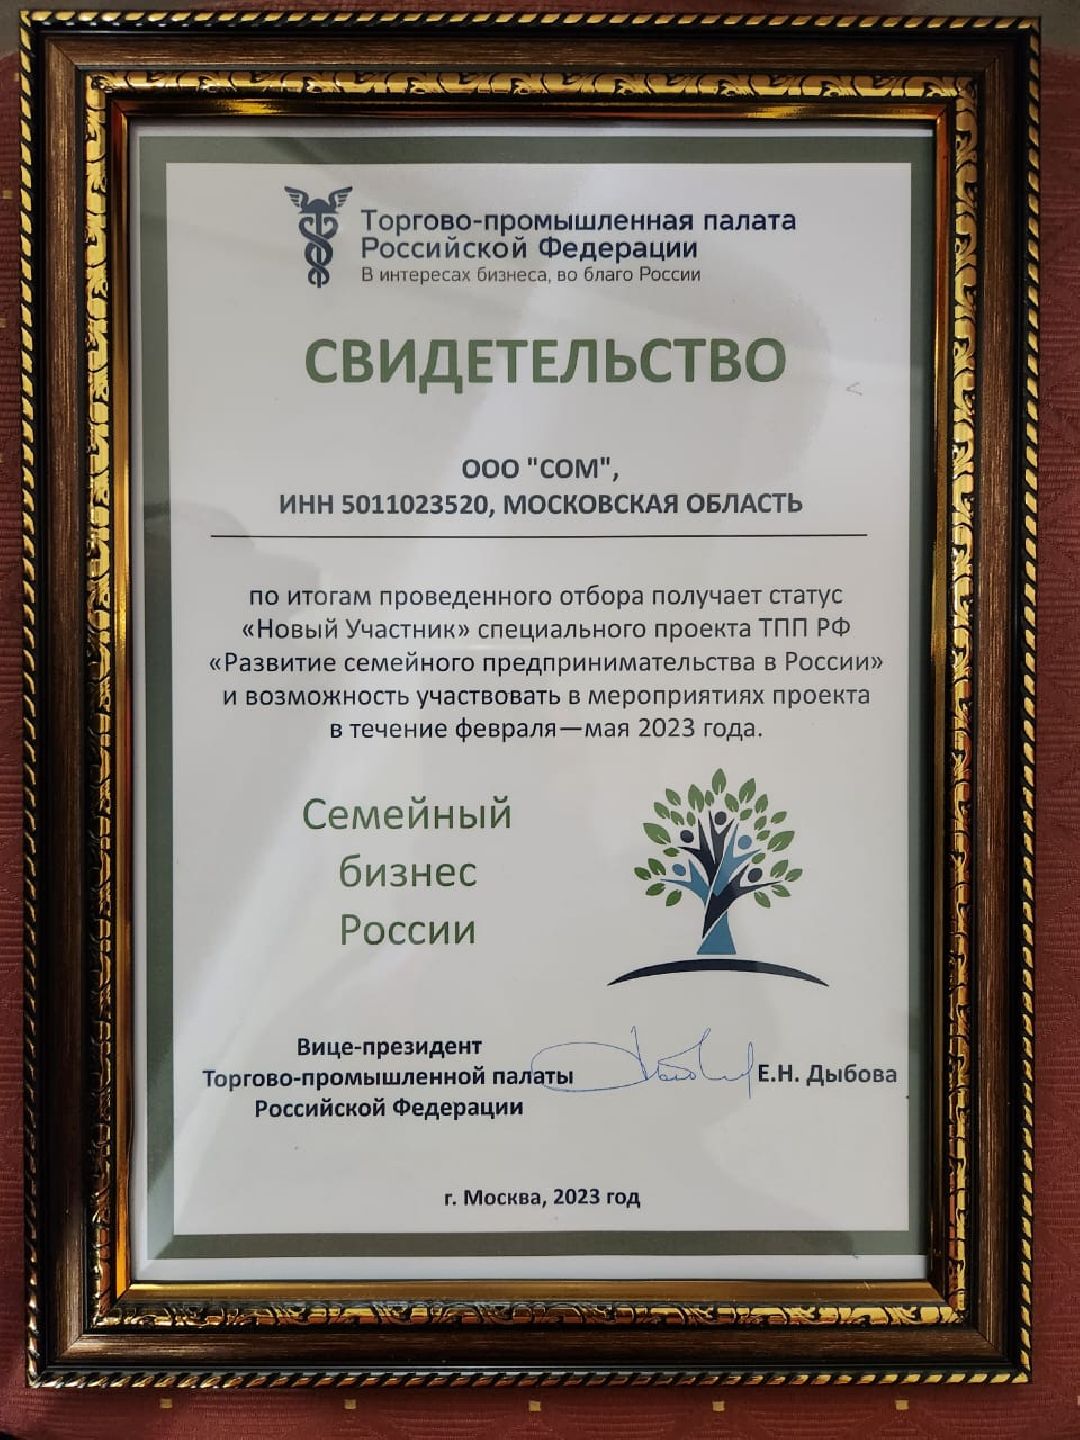 Торгово-промышленная палата
Российской Федерации
В интересах бизнеса, во благо России
СВИДЕТЕЛЬСТВО
ООО "СОМ",
ИНН 5011023520, МОСКОВСКАЯ ОБЛАСТЬ
по итогам проведенного отбора получает статус
«Новый Участник» специального проекта ТПП РФ
«Развитие семейного предпринимательства в России»
и возможность участвовать в мероприятиях проекта
в течение февраля—мая 2023 года.
Семейный
бизнес
России
Вице-президент
Торгово-промышленной палаты
Российской Федерации
Е.Н. Дыбова
г. Москва, 2023 год